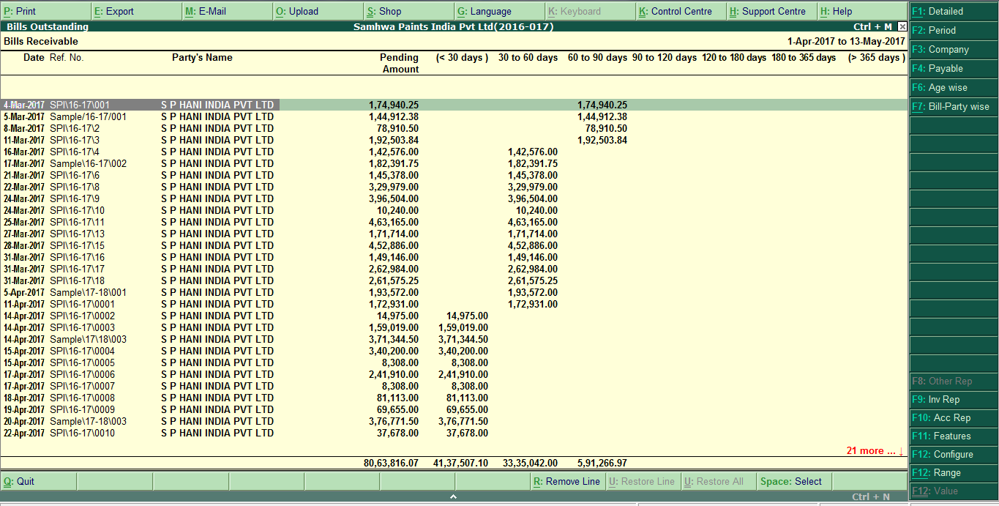 P: Print E: Export M: E-Mail O: Upload S: Shop G: Language K: Keyboard K: Control Centre H: Support Centre H: Help
Bills Outstanding Samhwa Paints India Pvt Ltd(2016-017) Ctrl + M
Bills Receivable 1-Apr-2017 to 13-May-2017
Date Ref. No. Party's Name Pending (< 30 days ) 30 to 60 days 60 to 90 days 90 to 120 days 120 to 180 days 180 to 365 days (> 365 days )
Amount
4-Mar-2017 SPI\16-17\001 S P HANI INDIA PVT LTD 1,74,940.25 1,74,940.25
5-Mar-2017 Sample/16-17/001 S P HANI INDIA PVT LTD 1,44,912.38 1,44,912.38
8-Mar-2017 SPI\16-17\2 S P HANI INDIA PVT LTD 78,910.50 78,910.50
11-Mar-2017 SPI\16-17\3 S P HANI INDIA PVT LTD 1,92,503.84 1,92,503.84
16-Mar-2017 SPI\16-17\4 S P HANI INDIA PVT LTD 1,42,576.00 1,42,576.00
17-Mar-2017 Sample\16-17\002 S P HANI INDIA PVT LTD 1,82,391.75 1,82,391.75
21-Mar-2017 SPI\16-17\6 S P HANI INDIA PVT LTD 1,45,378.00 1,45,378.00
22-Mar-2017 SPI\16-17\8 S P HANI INDIA PVT LTD 3,29,979.00 3,29,979.00
24-Mar-2017 SPI\16-17\9 S P HANI INDIA PVT LTD 3,96,504.00 3,96,504.00
24-Mar-2017 SPI\16-17\10 S P HANI INDIA PVT LTD 10,240.00 10,240.00
25-Mar-2017 SPI\16-17\11 S P HANI INDIA PVT LTD 4,63,165.00 4,63,165.00
27-Mar-2017 SPI\16-17\13 S P HANI INDIA PVT LTD 1,71,714.00 1,71,714.00
28-Mar-2017 SPI\16-17\15 S P HANI INDIA PVT LTD 4,52,886.00 4,52,886.00
31-Mar-2017 SPI\16-17\16 S P HANI INDIA PVT LTD 1,49,146.00 1,49,146.00
31-Mar-2017 SPI\16-17\17 S P HANI INDIA PVT LTD 2,62,984.00 2,62,984.00
31-Mar-2017 SPI\16-17\18 S P HANI INDIA PVT LTD 2,61,575.25 2,61,575.25
5-Apr-2017 Sample\17-18\001 S P HANI INDIA PVT LTD 1,93,572.00 1,93,572.00
11-Apr-2017 SPI\16-17\0001 S P HANI INDIA PVT LTD 1,72,931.00 1,72,931.00
14-Apr-2017 SPI\16-17\0002 S P HANI INDIA PVT LTD 14,975.00 14,975.00
14-Apr-2017 SPI\16-17\0003 S P HANI INDIA PVT LTD 1,59,019.00 1,59,019.00
14-Apr-2017 Sample\17\18\003 S P HANI INDIA PVT LTD 3,71,344.50 3,71,344.50
15-Apr-2017 SPI\16-17\0004 S P HANI INDIA PVT LTD 3,40,200.00 3,40,200.00
15-Apr-2017 SPI\16-17\0005 S P HANI INDIA PVT LTD 8,308.00 8,308.00
17-Apr-2017 SPI\16-17\0006 S P HANI INDIA PVT LTD 2,41,910.00 2,41,910.00
17-Apr-2017 SPI\16-17\0007 S P HANI INDIA PVT LTD 8,308.00 8,308.00
18-Apr-2017 SPI\16-17\0008 S P HANI INDIA PVT LTD 81,113.00 81,113.00
19-Apr-2017 SPI\16-17\0009 S P HANI INDIA PVT LTD 69,655.00 69,655.00
20-Apr-2017 Sample\17-18\003 S P HANI INDIA PVT LTD 3,76,771.50 3,76,771.50
22-Apr-2017 SPI\16-17\0010 S P HANI INDIA PVT LTD 37,678.00 37,678.00
21 more ... ↓
80,63,816.07 41,37,507.10 33,35,042.00 5,91,266.97
Q: Quit R: Remove Line U: Restore Line U: Restore All Space: Select
Ctrl + N
F1: Detailed
F2: Period
F3: Company
F4: Payable
F6: Age wise
F7: Bill-Party wise
F8: Other Rep
F9: Inv Rep
F10: Acc Rep
F11: Features
F12: Configure
F12: Range
F12: Value